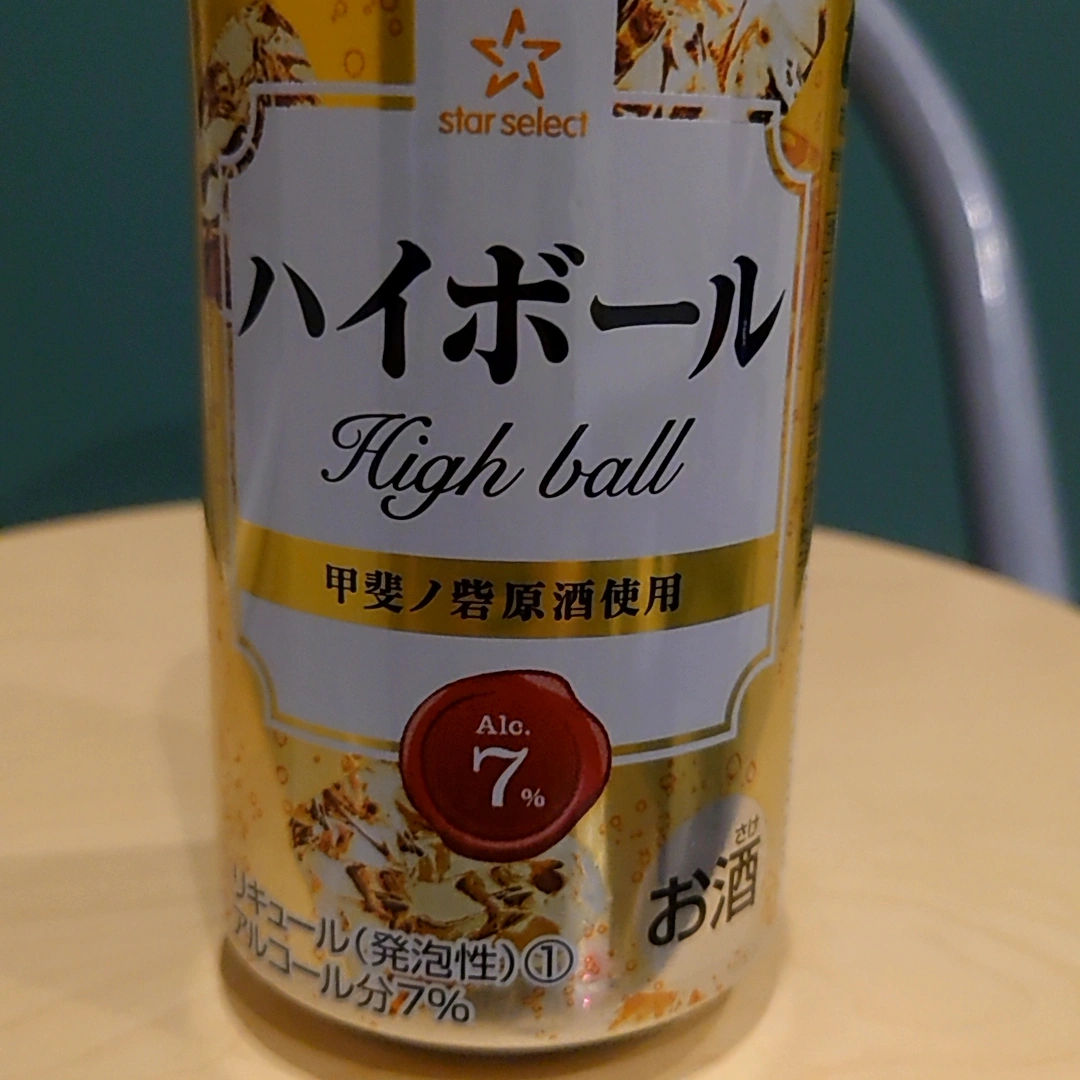 star select
ハイボール
High ball
甲斐ノ砦原酒使用
Alc.
7%
さけ
お酒
リキュール(発泡性)①
アルコール分7%